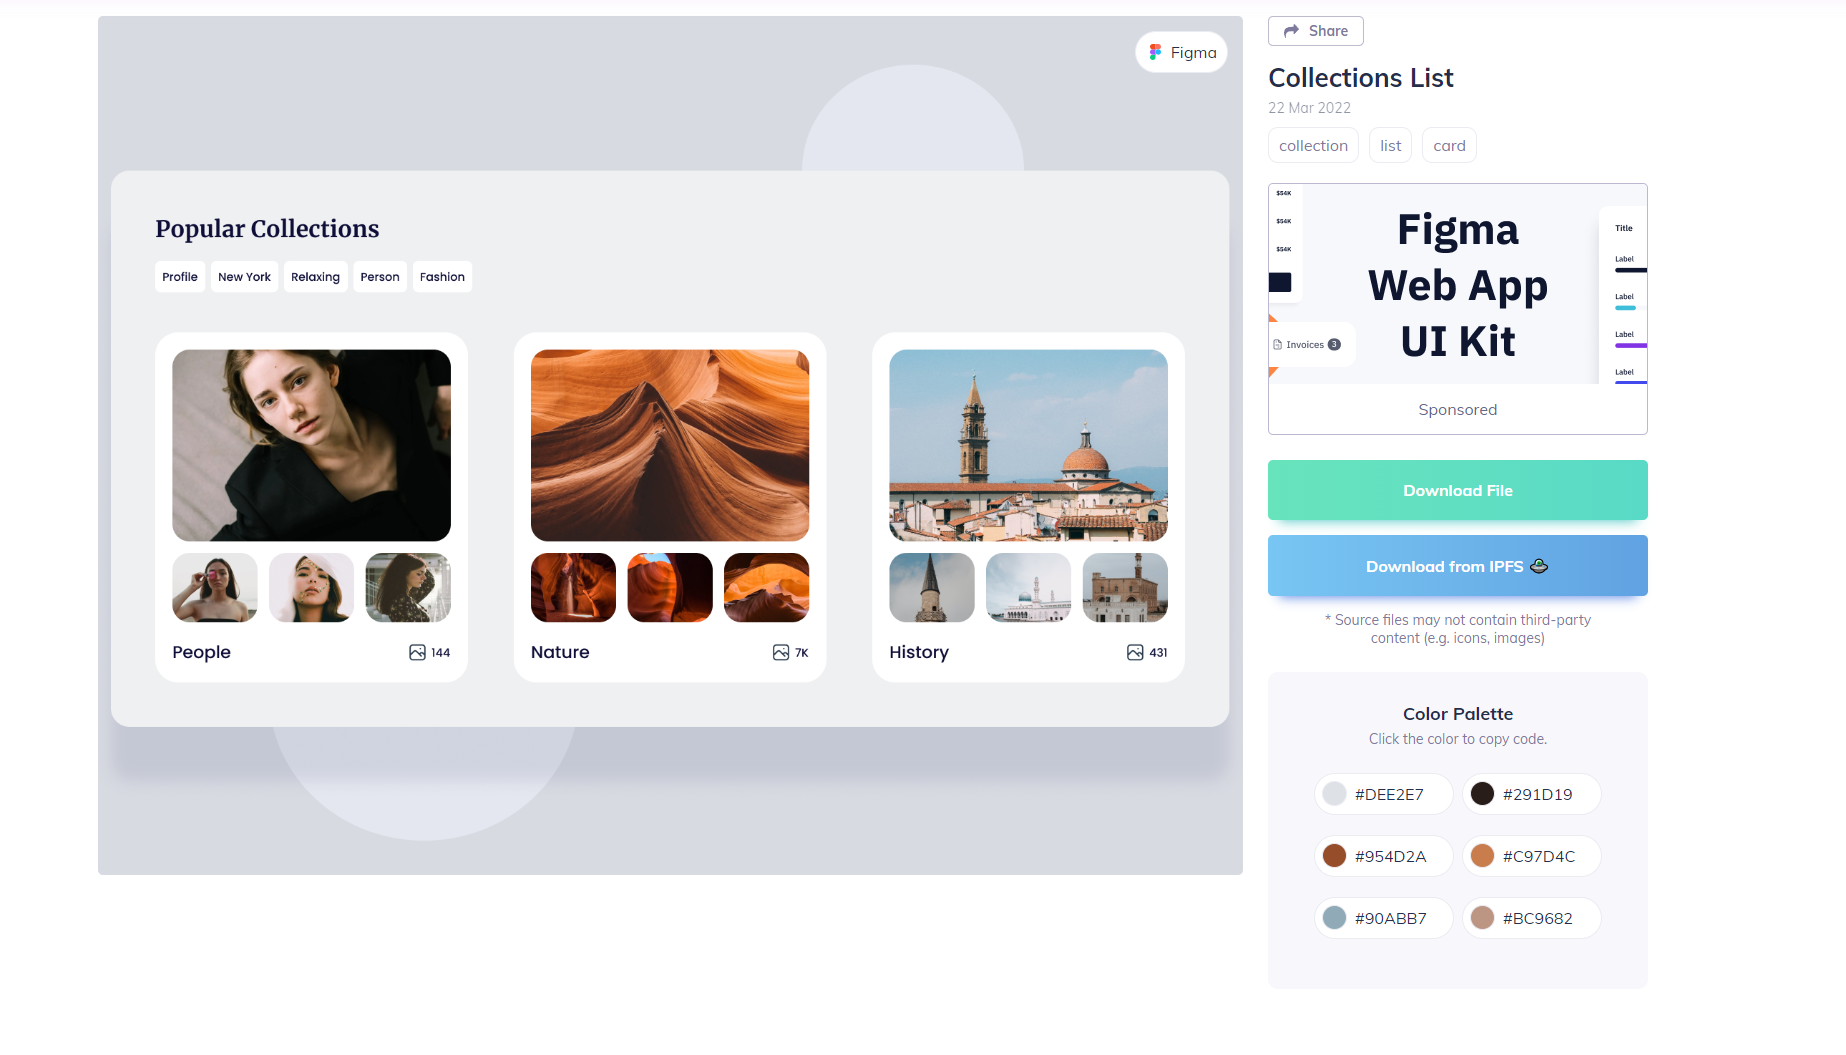 Figma
Popular Collections
Profile
New York
Relaxing
Person
Fashion
People
144
Nature
7K
History
431
Share
Collections List
22 Mar 2022
collection
list
card
$54K
$54K
$54K
Invoices 3
Figma
Web App
UI Kit
Title
Label
Label
Label
Label
Sponsored
Download File
Download from IPFS
* Source files may not contain third-party
content (e.g. icons, images)
Color Palette
Click the color to copy code.
#DEE2E7
#291D19
#954D2A
#C97D4C
#90ABB7
#BC9682